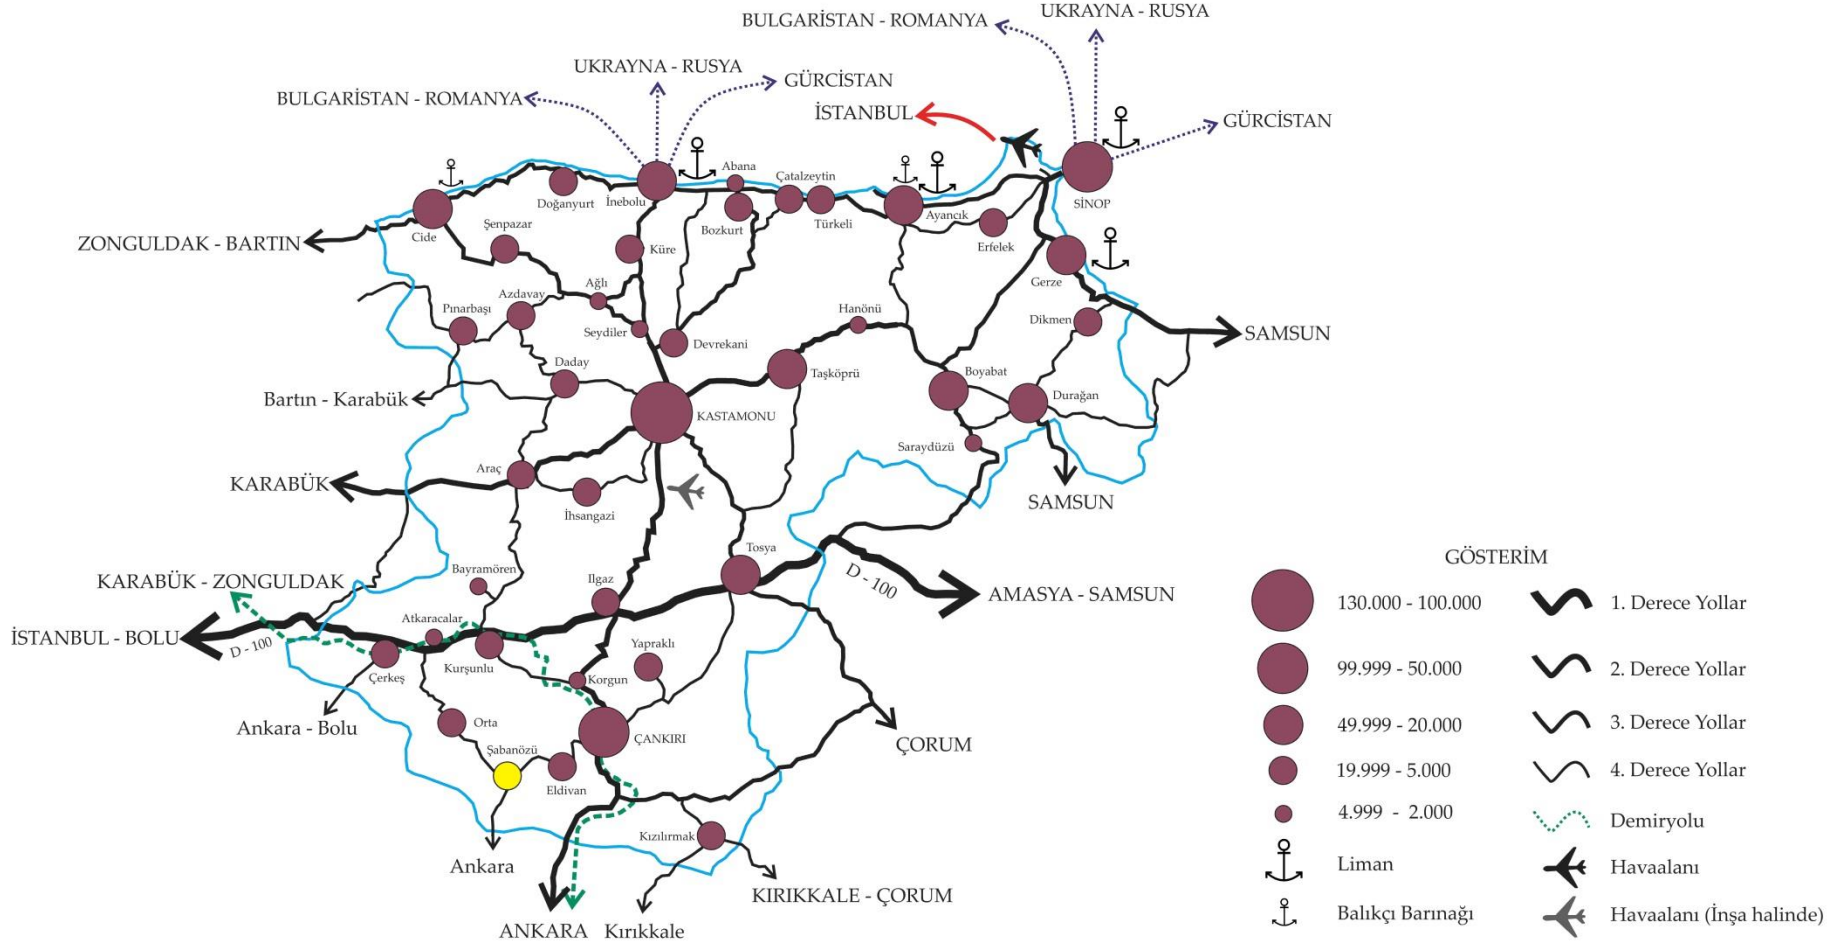 BULGARİSTAN - ROMANYA
UKRAYNA - RUSYA
UKRAYNA - RUSYA
GÜRCİSTAN
BULGARİSTAN - ROMANYA
İSTANBUL
GÜRCİSTAN
Abana
Çatalzeytin
Doğanyurt
İnebolu
Bozkurt
Türkeli
Ayancık
SİNOP
Cide
Şenpazar
Küre
Erfelek
ZONGULDAK - BARTIN
Ağlı
Gerze
Azdavay
Pınarbaşı
Seydiler
Devrekani
Hanönü
Dikmen
SAMSUN
Daday
Taşköprü
Boyabat
Durağan
Bartın - Karabük
KASTAMONU
Saraydüzü
Araç
KARABÜK
İhsangazi
SAMSUN
Tosya
Bayramören
Ilgaz
KARABÜK - ZONGULDAK
D - 100
AMASYA - SAMSUN
Atkaracalar
İSTANBUL - BOLU
D - 100
Kurşunlu
Yapraklı
Çerkeş
Korgun
Ankara - Bolu
Orta
ÇANKIRI
ÇORUM
Şabanözü
Eldivan
Kızılırmak
Ankara
KIRIKKALE - ÇORUM
ANKARA
Kırıkkale
GÖSTERİM
130.000 - 100.000
1. Derece Yollar
99.999 - 50.000
2. Derece Yollar
49.999 - 20.000
3. Derece Yollar
19.999 - 5.000
4. Derece Yollar
4.999 - 2.000
Demiryolu
Liman
Havaalanı
Balıkçı Barınağı
Havaalanı (İnşa halinde)